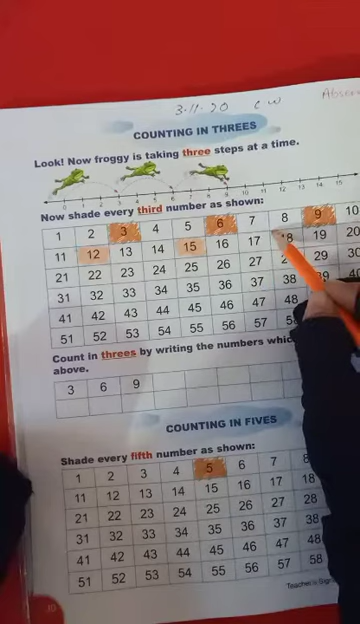 3-11-20 C W
Absen
COUNTING IN THREES
Look! Now froggy is taking three steps at a time.
0 1 2 3 4 5 6 7 8 9 10 11 12 13 14 15
Now shade every third number as shown:
1 2 3 4 5 6 7 8 9 10
11 12 13 14 15 16 17 18 19 20
21 22 23 24 25 26 27 29 30
31 32 33 34 35 36 37 38 39
41 42 43 44 45 46 47 48
51 52 53 54 55 56 57
Count in threes by writing the numbers whic
above.
3 6 9
COUNTING IN FIVES
Shade every fifth number as shown:
1 2 3 4 5 6 7 8
11 12 13 14 15 16 17 18
21 22 23 24 25 26 27 28
31 32 33 34 35 36 37 38
41 42 43 44 45 46 47 48
51 52 53 54 55 56 57 58
Teacher's Sign
30